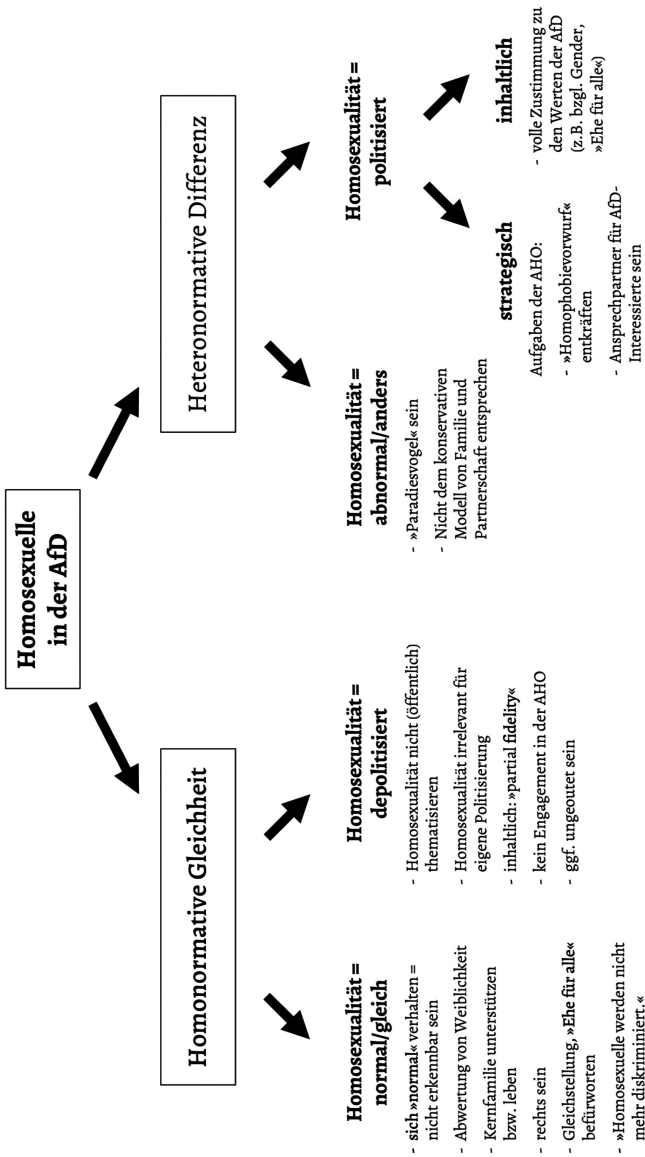 Homosexuelle
in der AfD
Homonormative Gleichheit
Heteronormative Differenz
Homosexualität =
normal/gleich
- sich »normal« verhalten =
nicht erkennbar sein
- Abwertung von Weiblichkeit
- Kernfamilie unterstützen
bzw. leben
- rechts sein
- Gleichstellung, »Ehe für alle«
befürworten
- »Homosexuelle werden nicht
mehr diskriminiert.«
Homosexualität =
depolitisiert
- Homosexualität nicht (öffentlich)
thematisieren
- Homosexualität irrelevant für
eigene Politisierung
- inhaltlich: »partial fidelity«
- kein Engagement in der AHO
- ggf. ungeoutet sein
Homosexualität =
abnormal/anders
- »Paradiesvogel« sein
- Nicht dem konservativen
Modell von Familie und
Partnerschaft entsprechen
Homosexualität =
politisiert
strategisch
Aufgaben der AHO:
- »Homophobievorwurf«
entkräften
- Ansprechpartner für AfD-
Interessierte sein
inhaltlich
- volle Zustimmung zu
den Werten der AfD
(z.B. bzgl. Gender,
»Ehe für alle«)